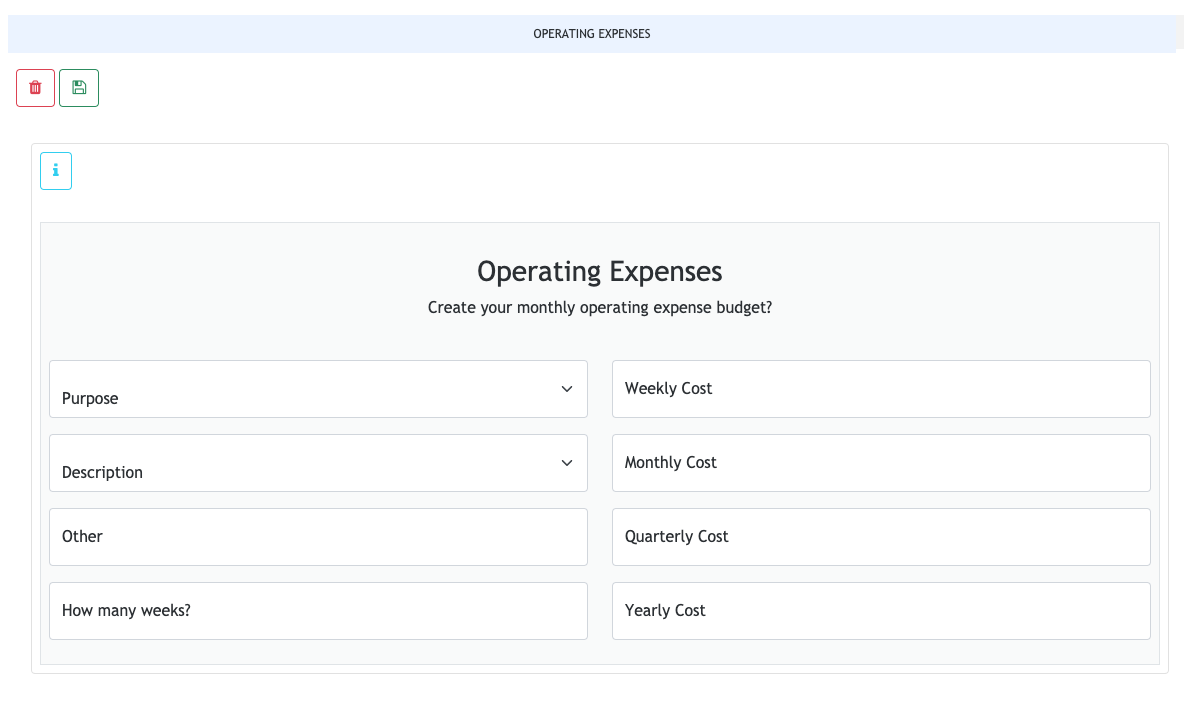 OPERATING EXPENSES
Operating Expenses
Create your monthly operating expense budget?
Purpose
Weekly Cost
Description
Monthly Cost
Other
Quarterly Cost
How many weeks?
Yearly Cost